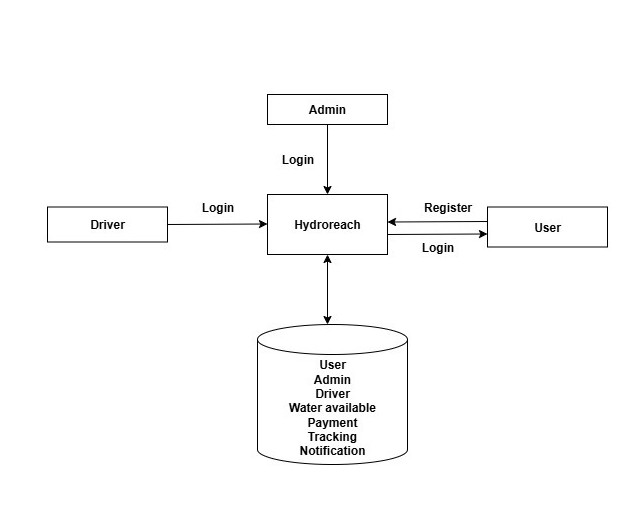 Admin
Login
Login
Register
Driver
Hydroreach
User
Login
User
Admin
Driver
Water available
Payment
Tracking
Notification